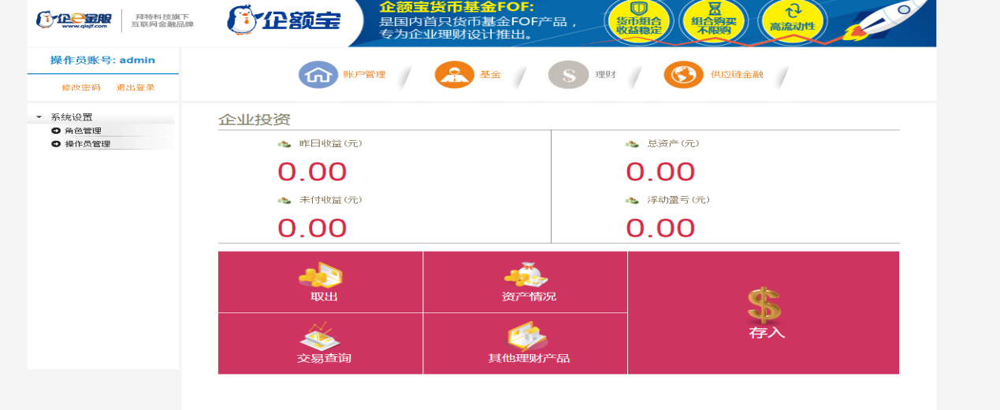 企e金服
www.qiejf.com
拜特科技旗下
互联网金融品牌
企额宝
企额宝货币基金FOF:
是国内首只货币基金FOF产品，
专为企业理财设计推出。
货币组合
收益稳定
组合购买
不限购
高流动性
操作员账号: admin
修改密码 退出登录
账户管理
基金
$
理财
供应链金融
系统设置
角色管理
操作员管理
企业投资
昨日收益(元)
总资产(元)
0.00
0.00
未付收益(元)
浮动盈亏(元)
0.00
0.00
取出
资产情况
存入
交易查询
其他理财产品